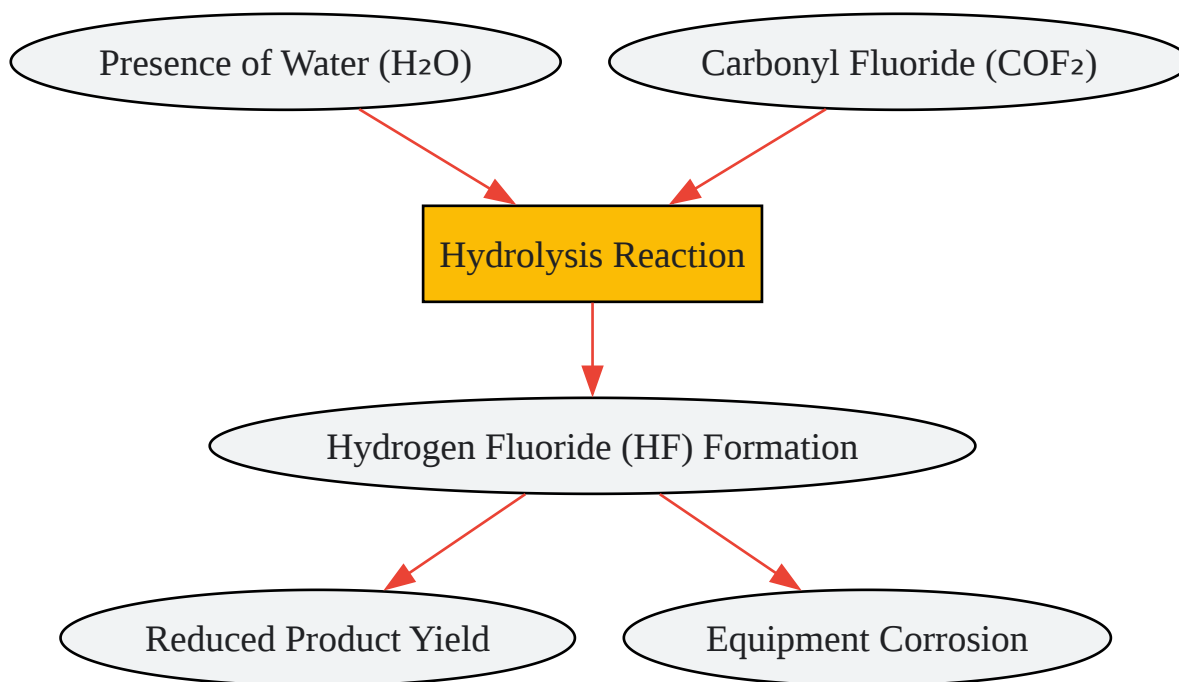 Presence of Water (H₂O)
Carbonyl Fluoride (COF₂)
Hydrolysis Reaction
Hydrogen Fluoride (HF) Formation
Reduced Product Yield
Equipment Corrosion